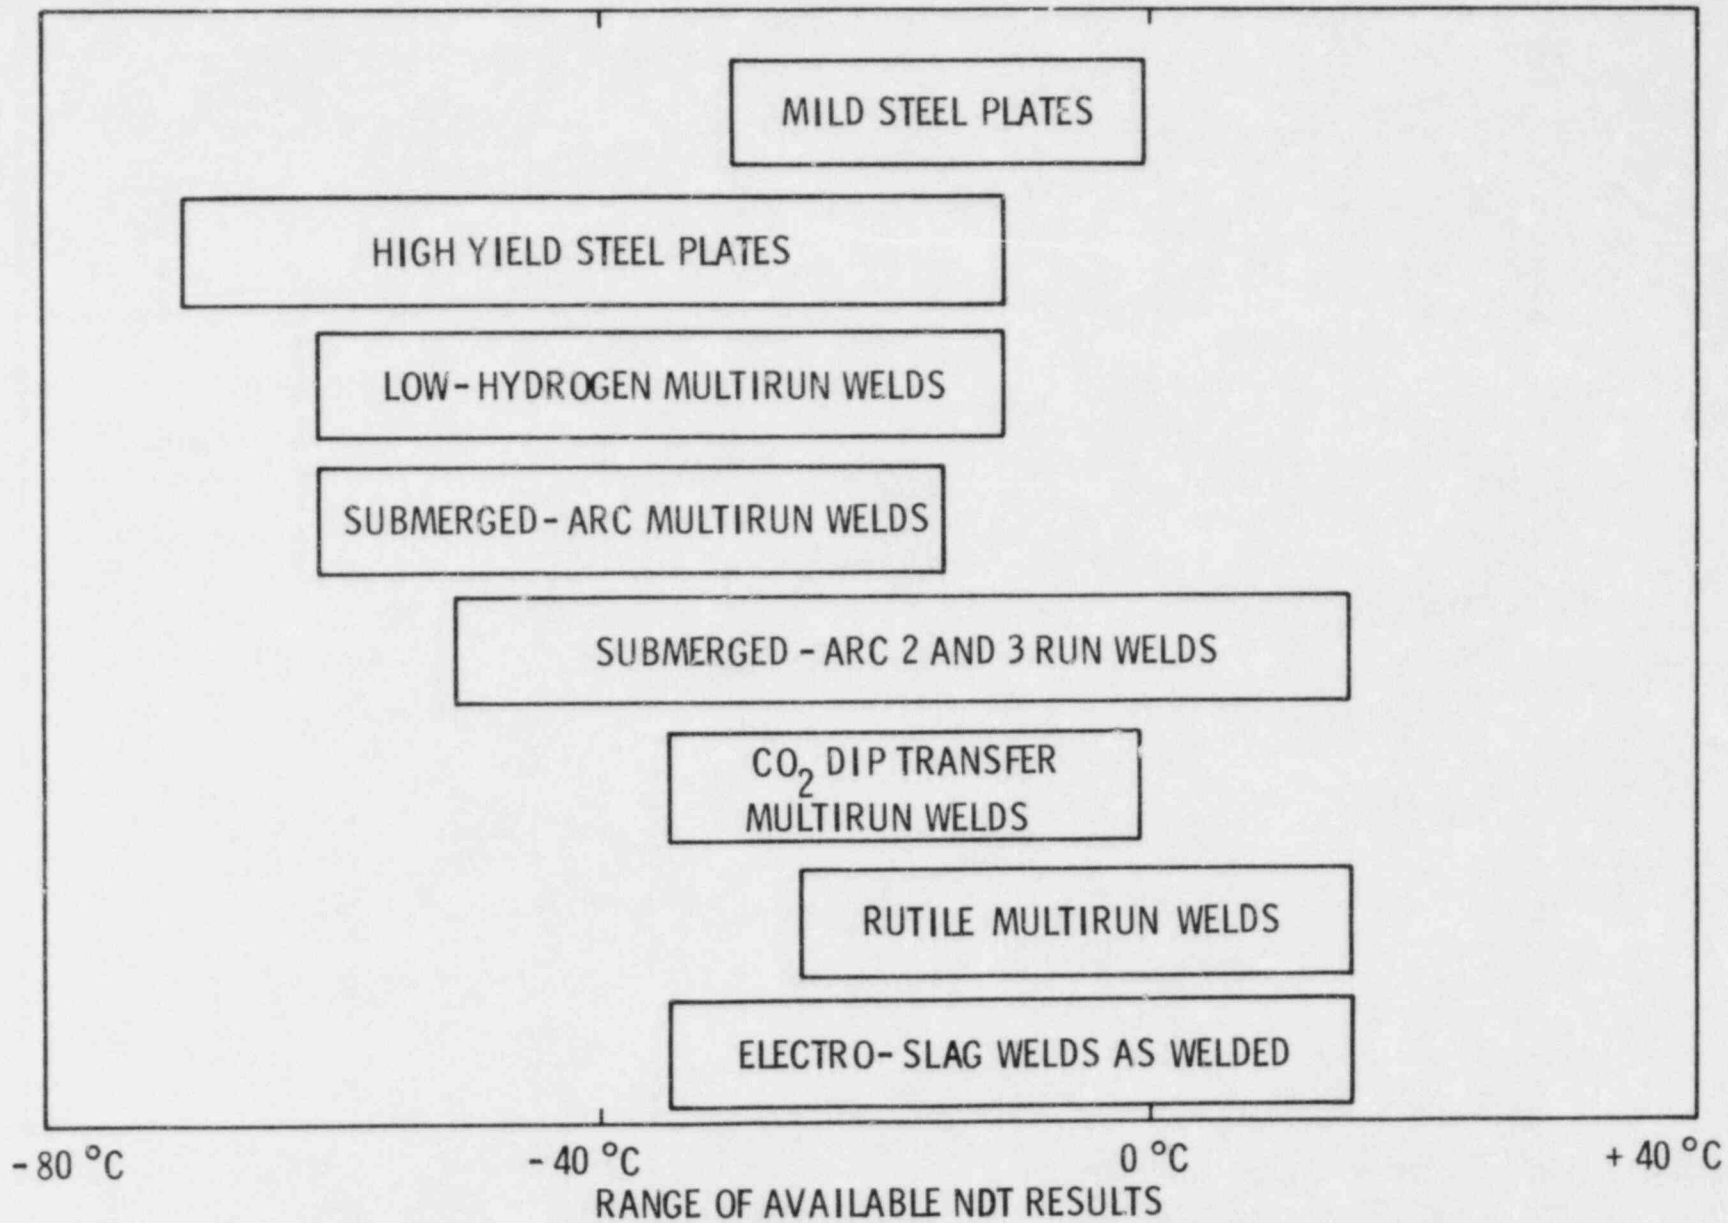 MILD STEEL PLATES
HIGH YIELD STEEL PLATES
LOW-HYDROGEN MULTIRUN WELDS
SUBMERGED-ARC MULTIRUN WELDS
SUBMERGED-ARC 2 AND 3 RUN WELDS
CO₂ DIP TRANSFER
MULTIRUN WELDS
RUTILE MULTIRUN WELDS
ELECTRO-SLAG WELDS AS WELDED
-80 °C -40 °C 0 °C +40 °C
RANGE OF AVAILABLE NDT RESULTS